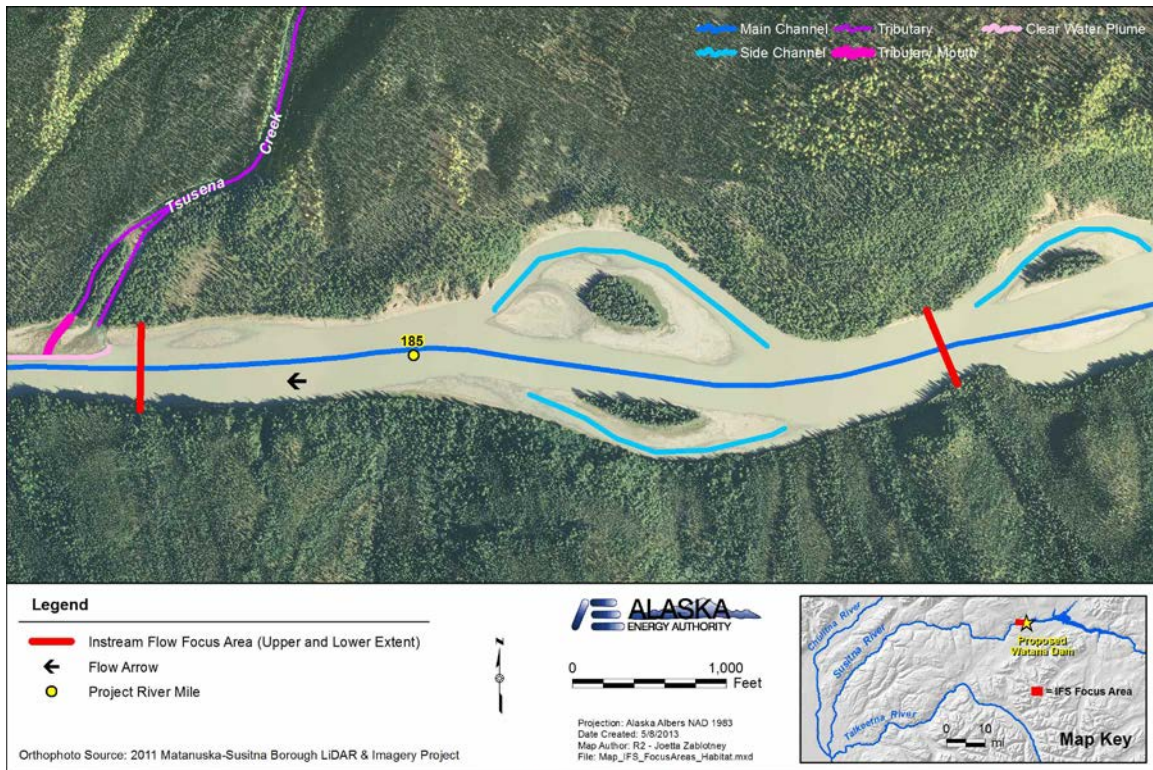 Main Channel
Tributary
Clear Water Plume
Side Channel
Tributary Mouth
Tsusena Creek
185
Legend
Instream Flow Focus Area (Upper and Lower Extent)
Flow Arrow
Project River Mile
Orthophoto Source: 2011 Matanuska-Susitna Borough LiDAR & Imagery Project
N
ALASKA
ENERGY AUTHORITY
0 1,000
Feet
Projection: Alaska Albers NAD 1983
Date Created: 5/8/2013
Map Author: R2 - Joetta Zablotney
File: Map_IFS_FocusAreas_Habitat.mxd
Chulitna River
Susitna River
Talkeetna River
Proposed
Watana Dam
= IFS Focus Area
0 10
mi
Map Key